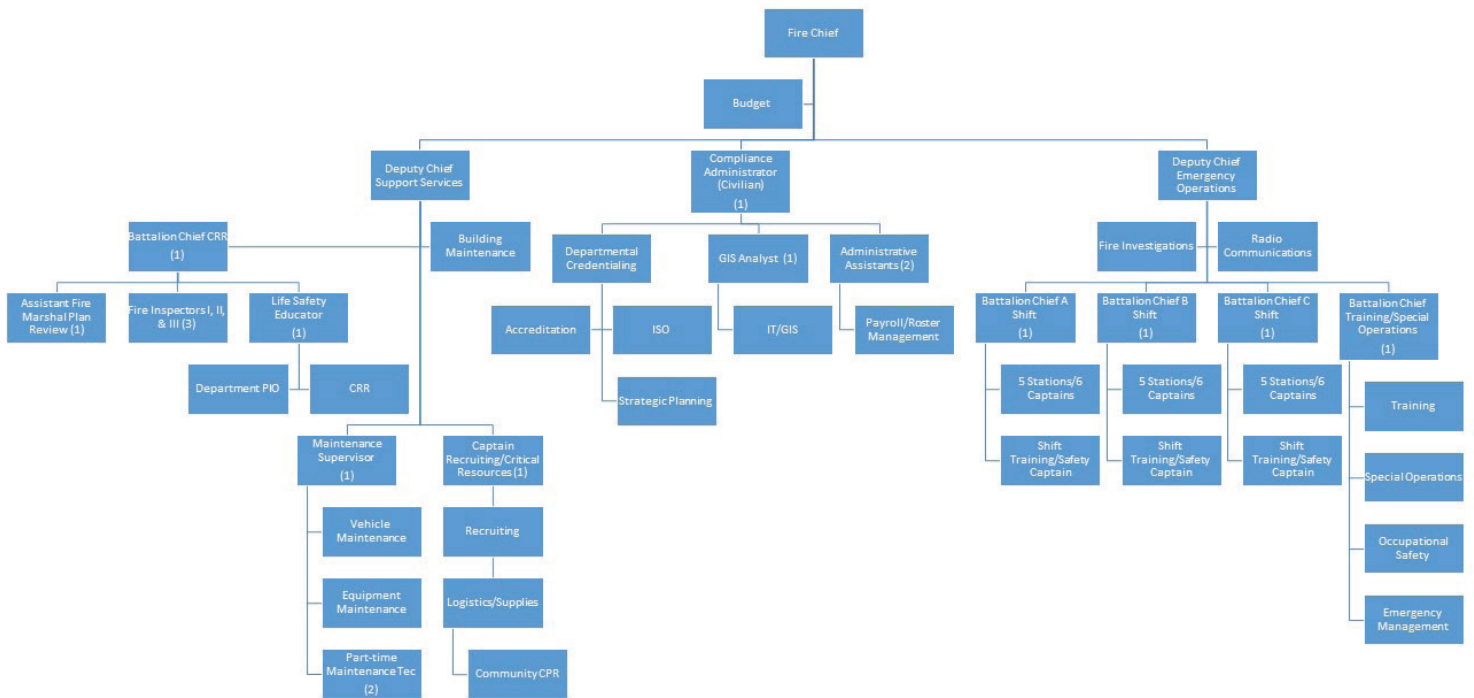 Fire Chief
Budget
Deputy Chief
Support Services
Compliance
Administrator
(Civilian)
(1)
Deputy Chief
Emergency
Operations
Battalion Chief CRR
(1)
Building
Maintenance
Departmental
Credentialing
GIS Analyst (1)
Administrative
Assistants (2)
Fire Investigations
Radio
Communications
Assistant Fire
Marshal Plan
Review (1)
Fire Inspectors I, II,
& III (3)
Life Safety
Educator
(1)
Accreditation
ISO
IT/GIS
Payroll/Roster
Management
Battalion Chief A
Shift
(1)
Battalion Chief B
Shift
(1)
Battalion Chief C
Shift
(1)
Battalion Chief
Training/Special
Operations
(1)
Department PIO
CRR
Strategic Planning
5 Stations/6
Captains
5 Stations/6
Captains
5 Stations/6
Captains
Training
Maintenance
Supervisor
(1)
Captain
Recruiting/Critical
Resources (1)
Shift
Training/Safety
Captain
Shift
Training/Safety
Captain
Shift
Training/Safety
Captain
Special Operations
Vehicle
Maintenance
Recruiting
Occupational
Safety
Equipment
Maintenance
Logistics/Supplies
Emergency
Management
Part-time
Maintenance Tec
(2)
Community CPR